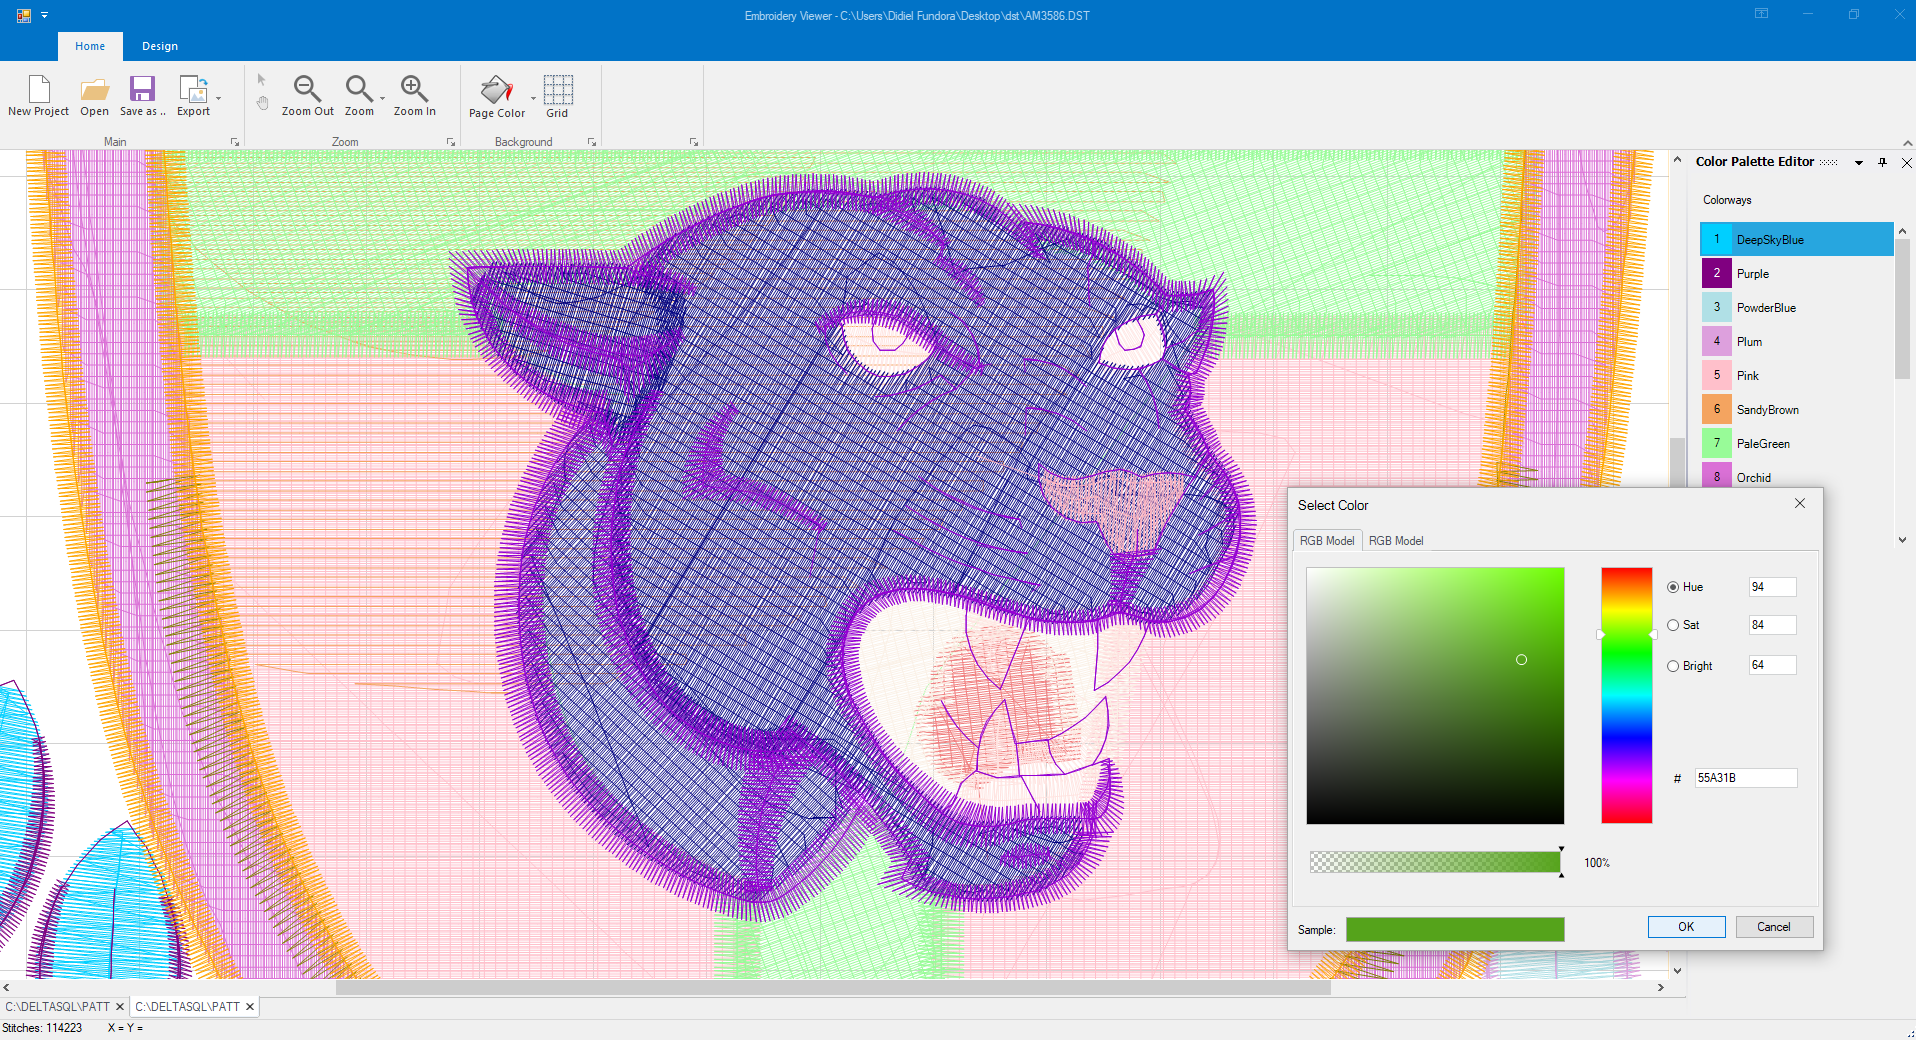 Embroidery Viewer - C:\Users\Didiel Fundora\Desktop\dst\AM3586.DST
Home Design
New Project Open Save as .. Export Zoom Out Zoom Zoom In Page Color Grid
Main Zoom Background
Color Palette Editor
Colorways
1 DeepSkyBlue
2 Purple
3 PowderBlue
4 Plum
5 Pink
6 SandyBrown
7 PaleGreen
8 Orchid
Select Color
RGB Model RGB Model
Hue 94
Sat 84
Bright 64
# 55A31B
100%
Sample: OK Cancel
C:\DELTASQL\PATT C:\DELTASQL\PATT
Stitches: 114223 X = Y =